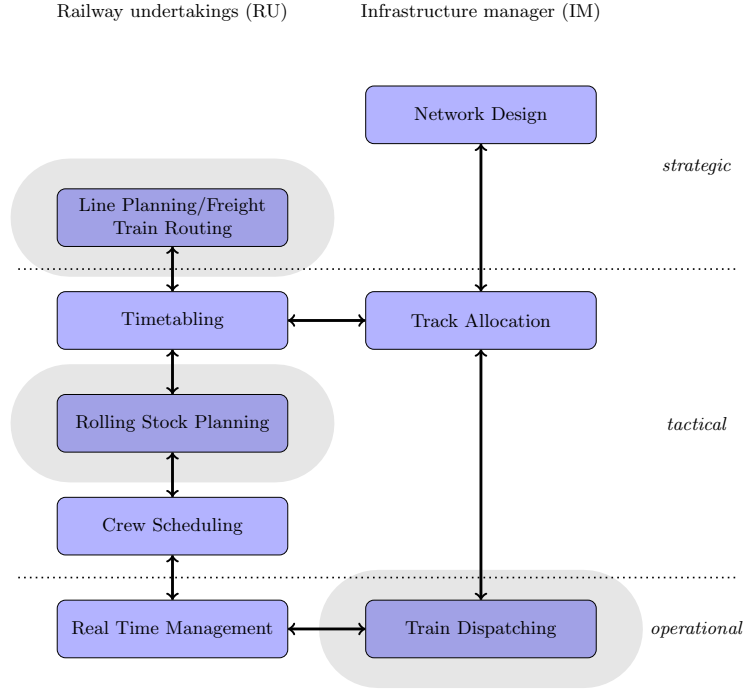 Railway undertakings (RU)
Infrastructure manager (IM)
Network Design
strategic
Line Planning/Freight
Train Routing
Timetabling
Track Allocation
Rolling Stock Planning
tactical
Crew Scheduling
Real Time Management
Train Dispatching
operational